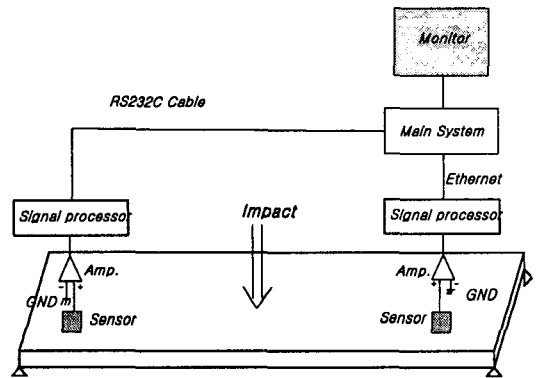 Monitor
RS232C Cable
Main System
Ethernet
Signal processor
Impact
Signal processor
Amp.
Amp.
- +
- +
GND
GND
Sensor
Sensor